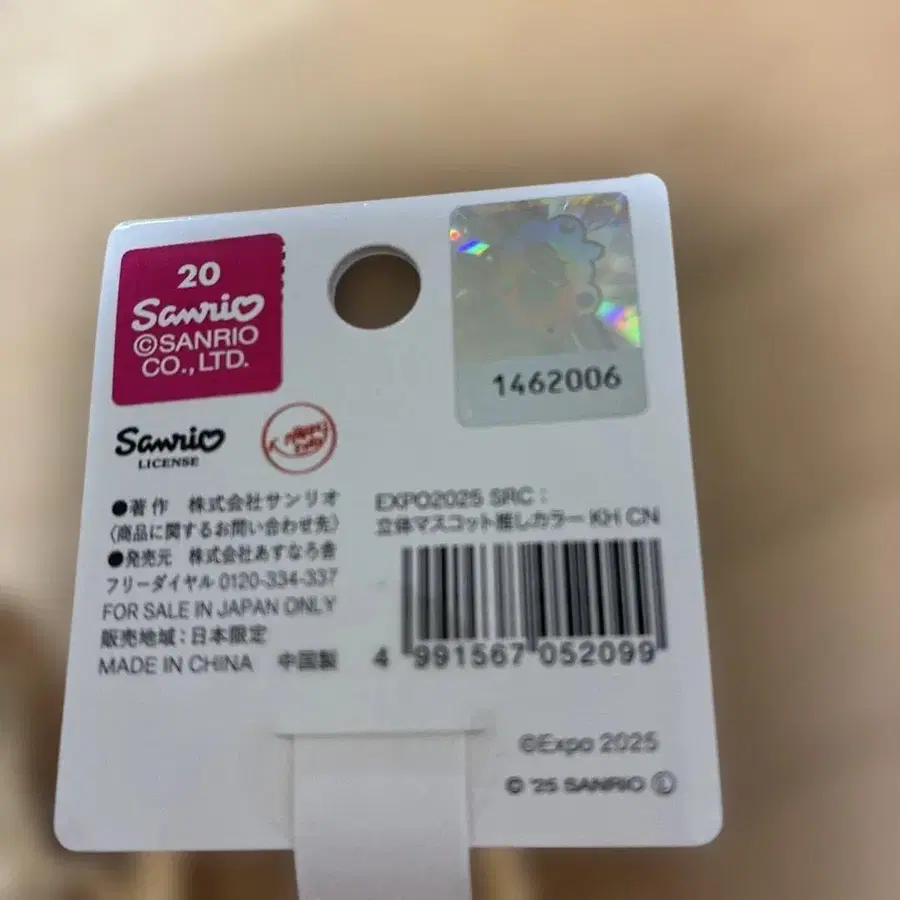 20
Sanrio
©SANRIO
CO., LTD.
1462006
Sanrio
LICENSE
●著作 株式会社サンリオ
〈商品に関するお問い合わせ先〉
●発売元 株式会社あすなろ舎
フリーダイヤル 0120-334-337
FOR SALE IN JAPAN ONLY
販売地域：日本限定
MADE IN CHINA 中国製
EXPO2025 SRC：
立体マスコット推しカラー KH CN
4 991567 052099
©Expo 2025
© '25 SANRIO Ⓛ